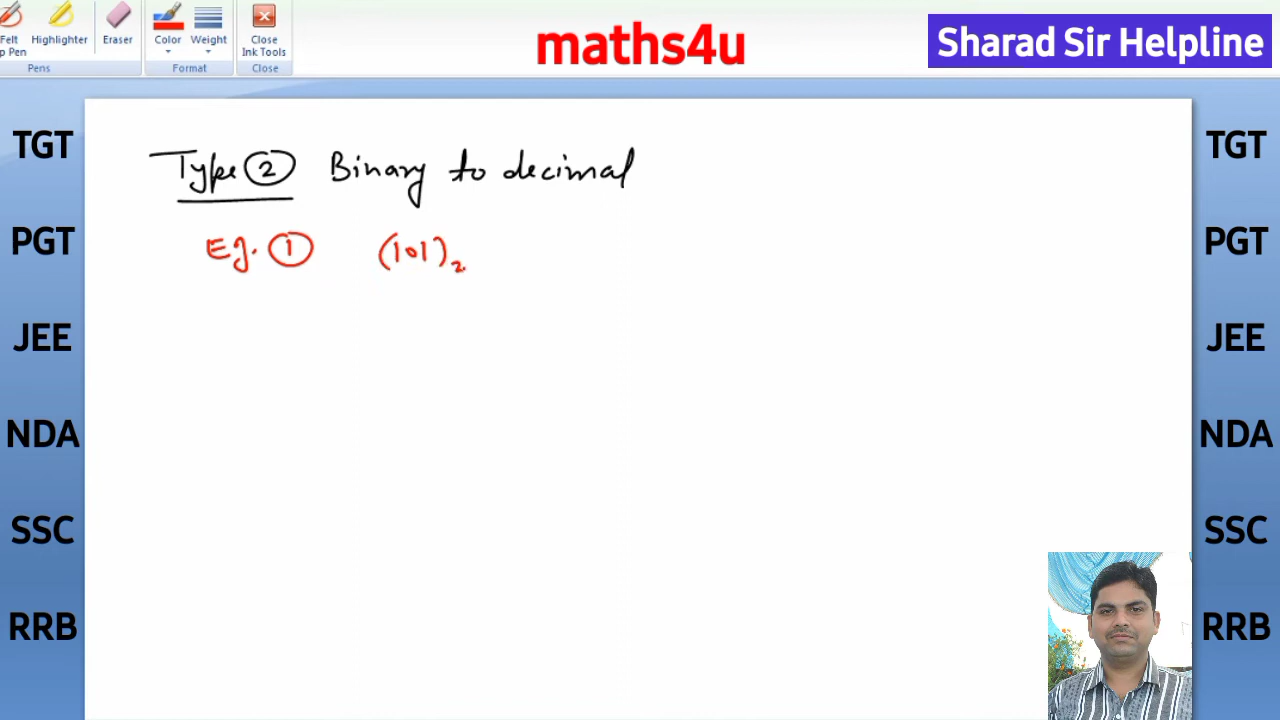 Felt
Tip Pen
Highlighter
Eraser
Color
Weight
Close
Ink Tools
Pens
Format
Close
maths4u
Sharad Sir Helpline
TGT
PGT
JEE
NDA
SSC
RRB
Type ② Binary to decimal
Eg. ① (101)₂
TGT
PGT
JEE
NDA
SSC
RRB